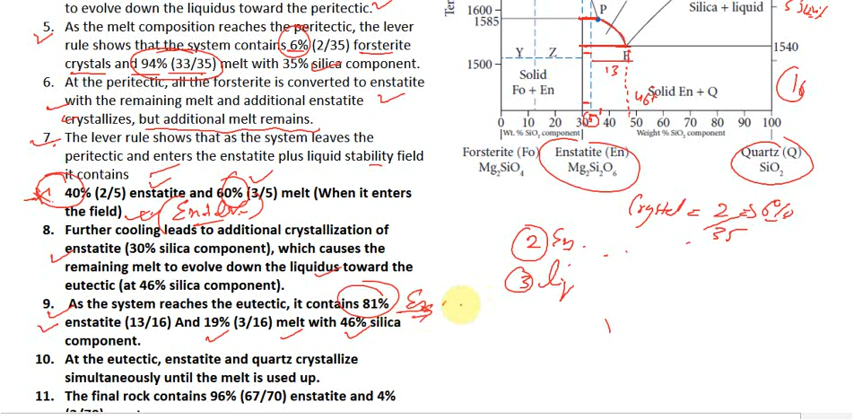 to evolve down the liquidus toward the peritectic.
5. As the melt composition reaches the peritectic, the lever
rule shows that the system contains 6% (2/35) forsterite
crystals and 94% (33/35) melt with 35% silica component.
6. At the peritectic, all the forsterite is converted to enstatite
with the remaining melt and additional enstatite
crystallizes, but additional melt remains.
7. The lever rule shows that as the system leaves the
peritectic and enters the enstatite plus liquid stability field
it contains
40% (2/5) enstatite and 60% (3/5) melt (When it enters
the field)
8. Further cooling leads to additional crystallization of
enstatite (30% silica component), which causes the
remaining melt to evolve down the liquidus toward the
eutectic (at 46% silica component).
9. As the system reaches the eutectic, it contains 81%
enstatite (13/16) And 19% (3/16) melt with 46% silica
component.
10. At the eutectic, enstatite and quartz crystallize
simultaneously until the melt is used up.
11. The final rock contains 96% (67/70) enstatite and 4%
1600
1585
P
Silica + liquid
1540
E
13
1500
Y Z
Solid
Fo + En
Solid En + Q
46%
16
0 10 20 30 40 50 60 70 80 90 100
Wt. % SiO2 component
Weight % SiO2 component
Forsterite (Fo) Enstatite (En) Quartz (Q)
Mg2SiO4 Mg2Si2O6 SiO2
Crystal = 2/35 6%
2 En
3 liq